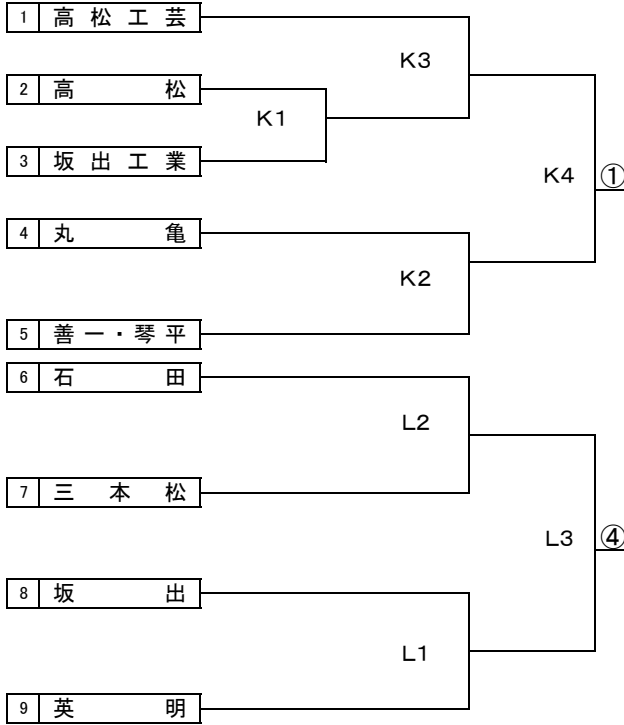 1 高松工芸
K3
2 高松
K1
3 坂出工業
K4 ①
4 丸亀
K2
5 善一・琴平
6 石田
L2
7 三本松
L3 ④
8 坂出
L1
9 英明